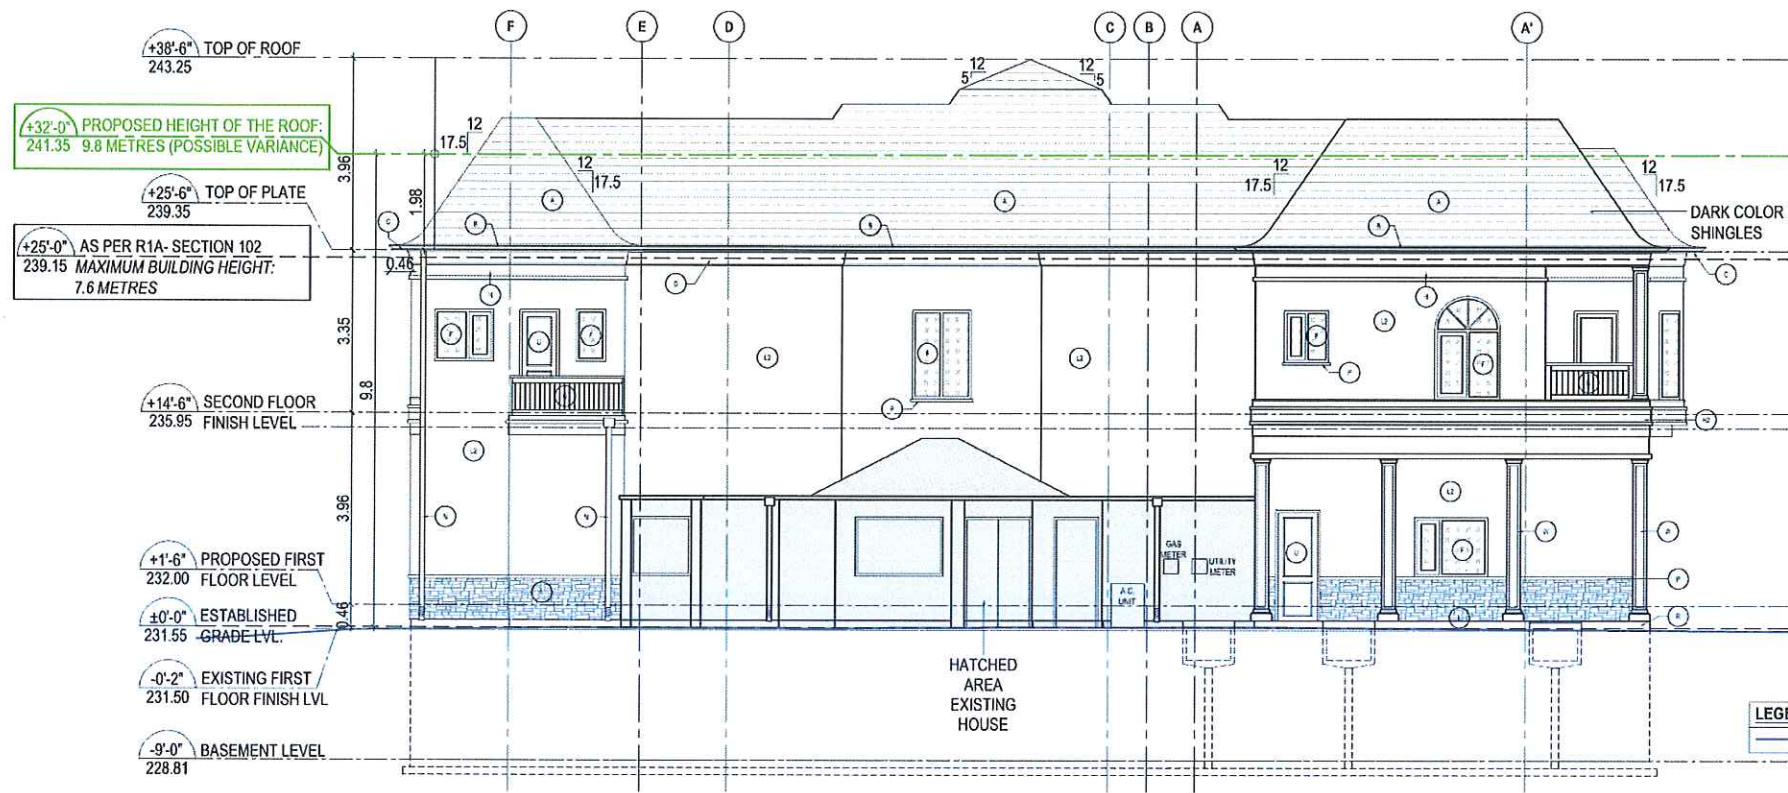 F E D C B A A'
+38'-6" TOP OF ROOF
243.25
12
5
12
5
+32'-0" PROPOSED HEIGHT OF THE ROOF:
241.35 9.8 METRES (POSSIBLE VARIANCE)
12
17.5
12
17.5
12
17.5
12
17.5
3.96
1.98
+25'-6" TOP OF PLATE
239.35
A A A
DARK COLOR
SHINGLES
C B B B
+25'-0" AS PER R1A- SECTION 102
239.15 MAXIMUM BUILDING HEIGHT:
7.6 METRES
0.46
G H H C
3.35
9.8
F U F L2 F L2 F L2 F
P P
+14'-6" SECOND FLOOR
235.95 FINISH LEVEL
H2
L2 L2
3.96
N N
U F
GAS
METER
UTILITY
METER
+1'-6" PROPOSED FIRST
232.00 FLOOR LEVEL
A.C.
UNIT
P
0.46
±0'-0" ESTABLISHED
231.55 GRADE LVL.
R
-0'-2" EXISTING FIRST
231.50 FLOOR FINISH LVL
HATCHED
AREA
EXISTING
HOUSE
LEGE
-9'-0" BASEMENT LEVEL
228.81